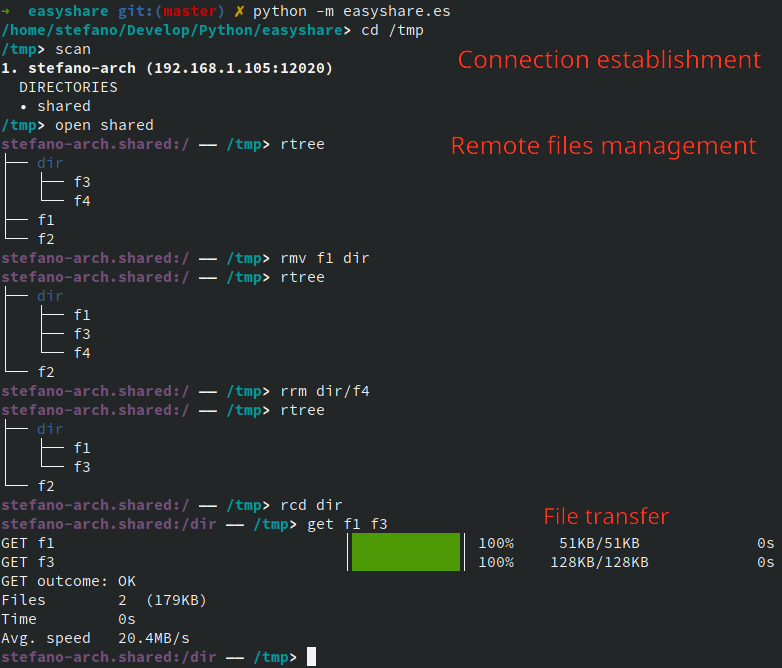 → easyshare git:(master) ✗ python -m easyshare.es
/home/stefano/Develop/Python/easyshare> cd /tmp
/tmp> scan
1. stefano-arch (192.168.1.105:12020)
Connection establishment
DIRECTORIES
• shared
/tmp> open shared
stefano-arch.shared:/ —— /tmp> rtree
Remote files management
├── dir
│   ├── f3
│   └── f4
├── f1
└── f2
stefano-arch.shared:/ —— /tmp> rmv f1 dir
stefano-arch.shared:/ —— /tmp> rtree
├── dir
│   ├── f1
│   ├── f3
│   └── f4
└── f2
stefano-arch.shared:/ —— /tmp> rrm dir/f4
stefano-arch.shared:/ —— /tmp> rtree
├── dir
│   ├── f1
│   └── f3
└── f2
stefano-arch.shared:/ —— /tmp> rcd dir
File transfer
stefano-arch.shared:/dir —— /tmp> get f1 f3
GET f1 100% 51KB/51KB 0s
GET f3 100% 128KB/128KB 0s
GET outcome: OK
Files 2 (179KB)
Time 0s
Avg. speed 20.4MB/s
stefano-arch.shared:/dir —— /tmp>